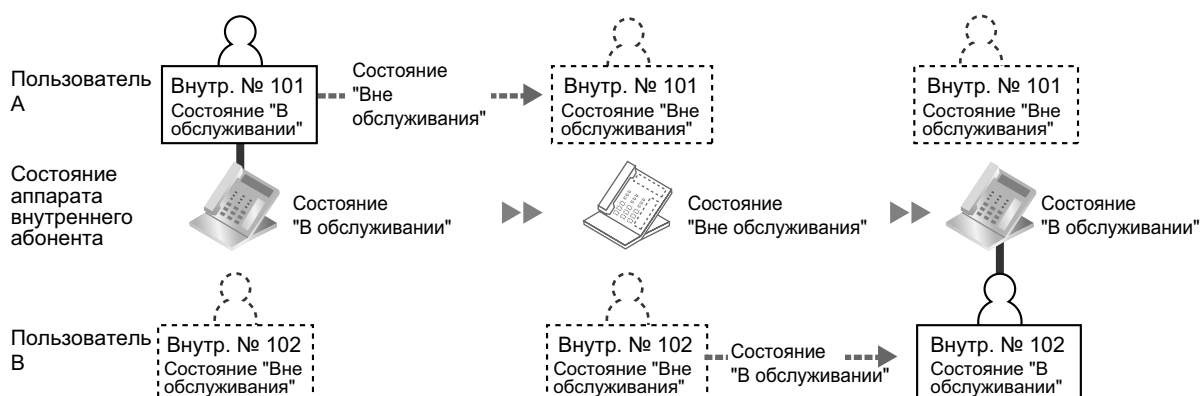 Пользователь
А
Внутр. № 101
Состояние "В
обслуживании"
Состояние
"Вне
обслуживания"
Внутр. № 101
Состояние "Вне
обслуживания"
Внутр. № 101
Состояние "Вне
обслуживания"
Состояние
аппарата
внутреннего
абонента
Состояние
"В обслуживании"
Состояние
"Вне обслуживания"
Состояние
"В обслуживании"
Пользователь
В
Внутр. № 102
Состояние "Вне
обслуживания"
Внутр. № 102
Состояние "Вне
обслуживания"
Состояние
"В обслуживании"
Внутр. № 102
Состояние "В
обслуживании"